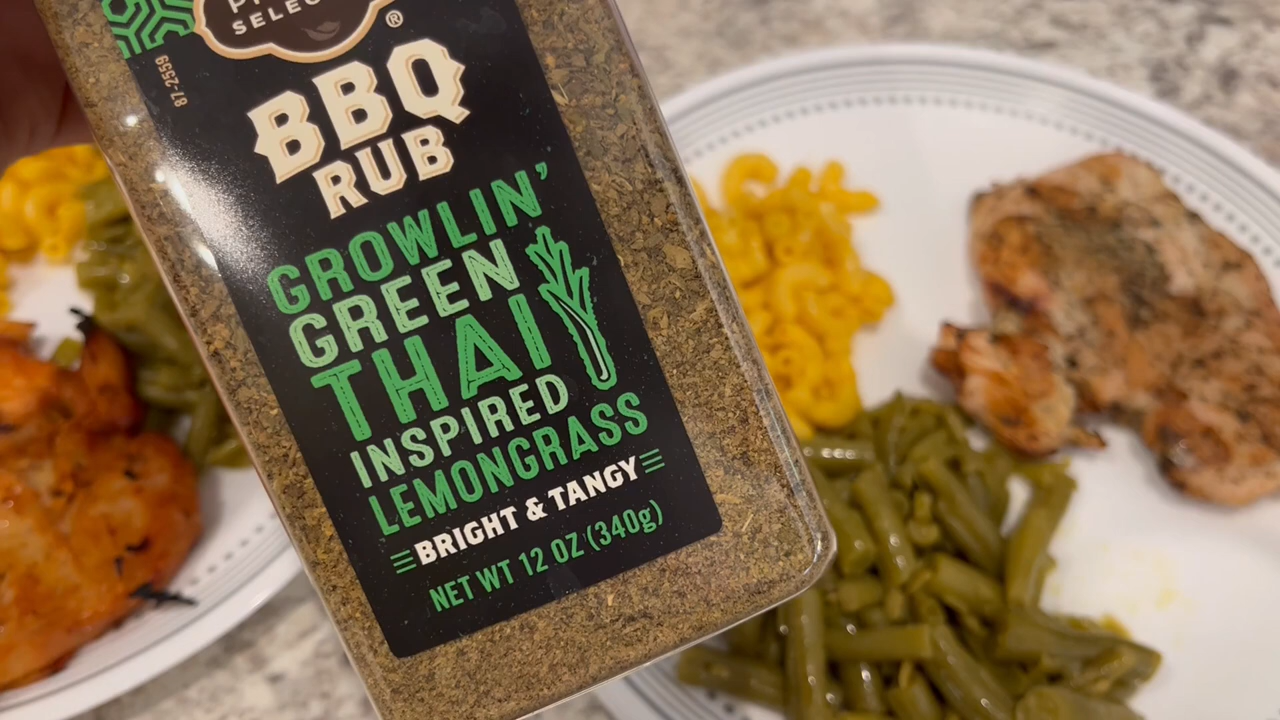 SELEC
®
87-2559
BBQ
RUB
GROWLIN'
GREEN
THAI
INSPIRED
LEMONGRASS
BRIGHT & TANGY
NET WT 12 OZ (340g)